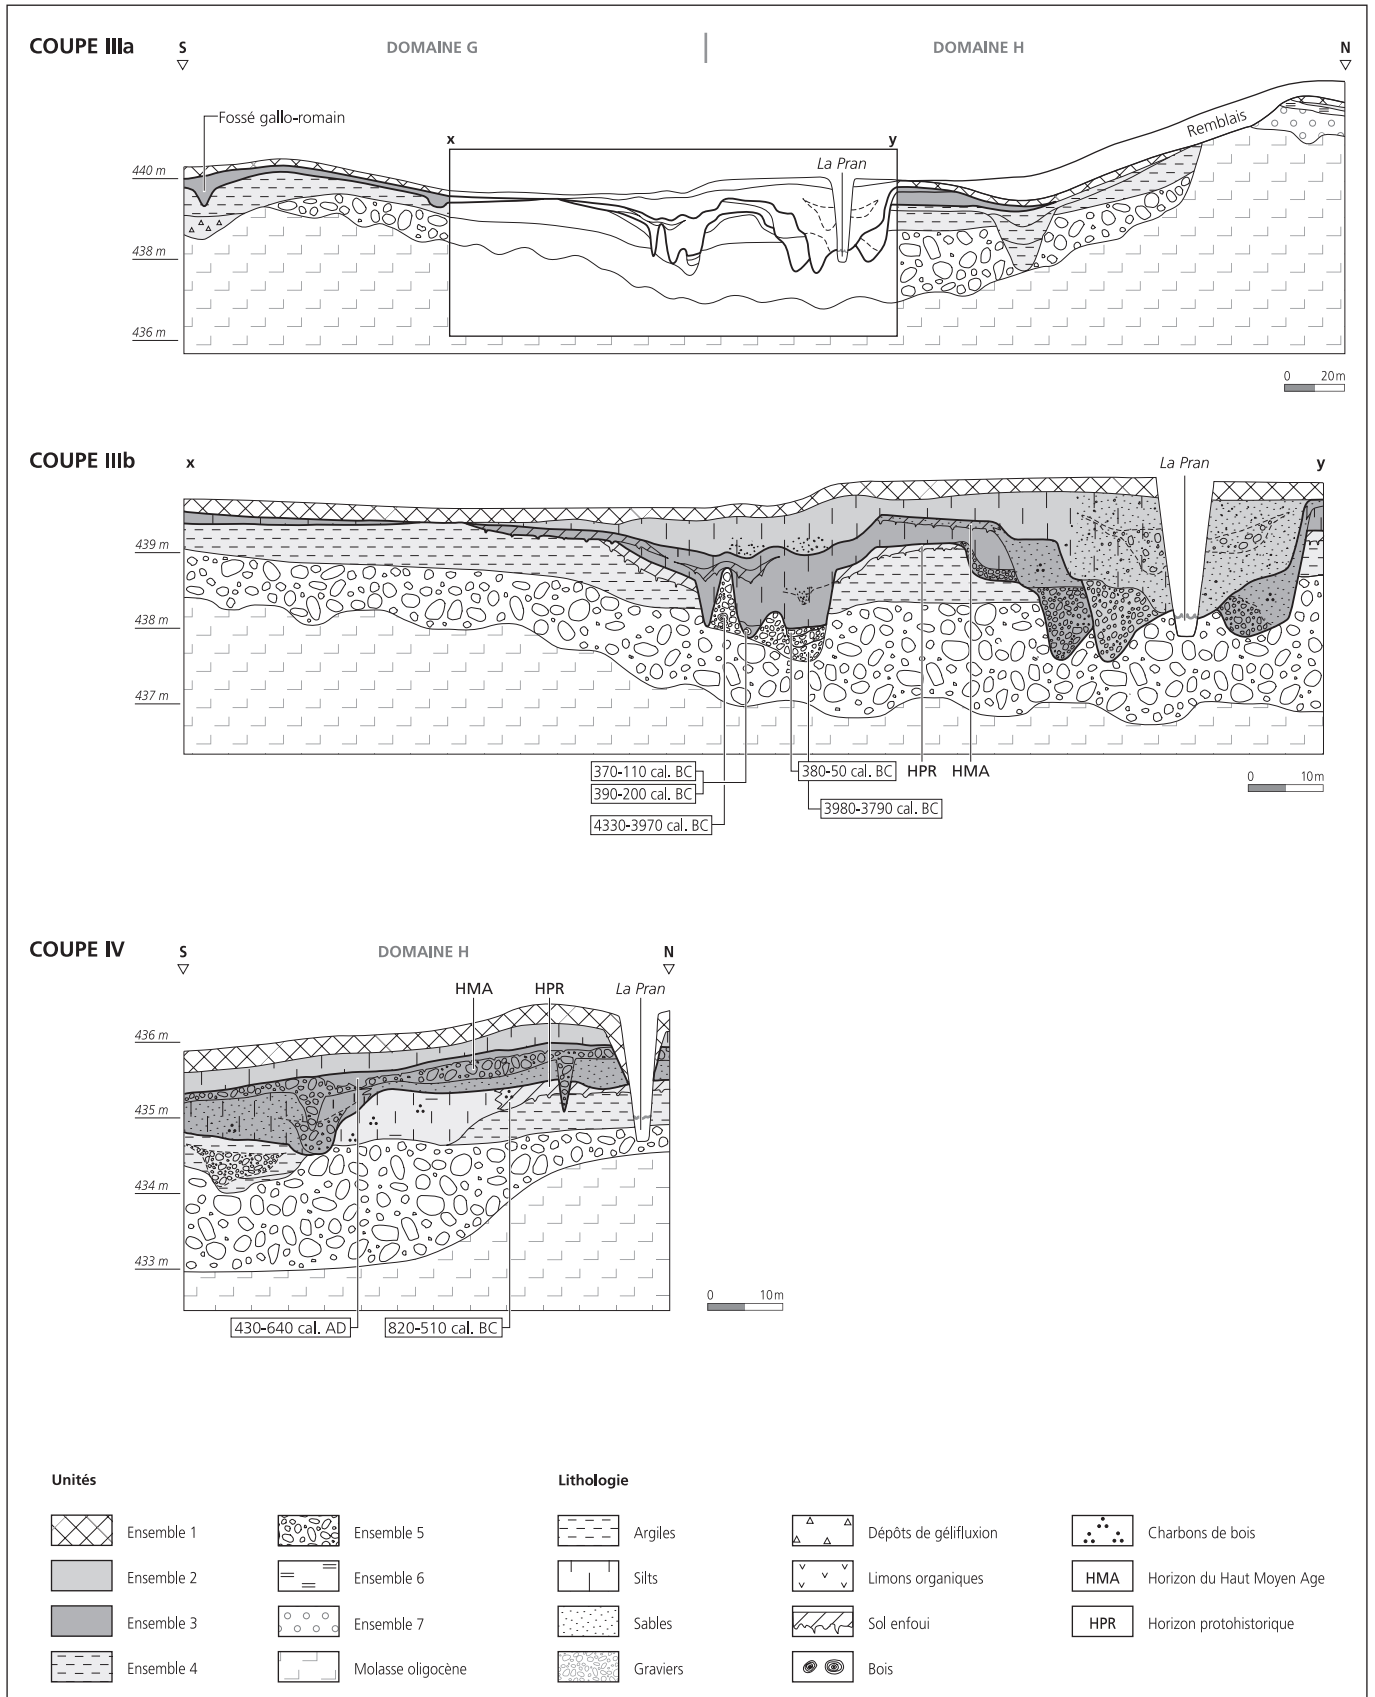 COUPE IIIa
S
DOMAINE G
DOMAINE H
N
Fossé gallo-romain
x
y
La Pran
Remblais
440 m
438 m
436 m
0 20 m
COUPE IIIb
x
La Pran
y
439 m
438 m
437 m
370-110 cal. BC
390-200 cal. BC
4330-3970 cal. BC
380-50 cal. BC
3980-3790 cal. BC
HPR
HMA
0 10 m
COUPE IV
S
DOMAINE H
N
HMA
HPR
La Pran
436 m
435 m
434 m
433 m
430-640 cal. AD
820-510 cal. BC
0 10 m
Unités
Ensemble 1
Ensemble 2
Ensemble 3
Ensemble 4
Ensemble 5
Ensemble 6
Ensemble 7
Molasse oligocène
Lithologie
Argiles
Silts
Sables
Graviers
Dépôts de gélifluxion
Limons organiques
Sol enfoui
Bois
Charbons de bois
HMA Horizon du Haut Moyen Age
HPR Horizon protohistorique